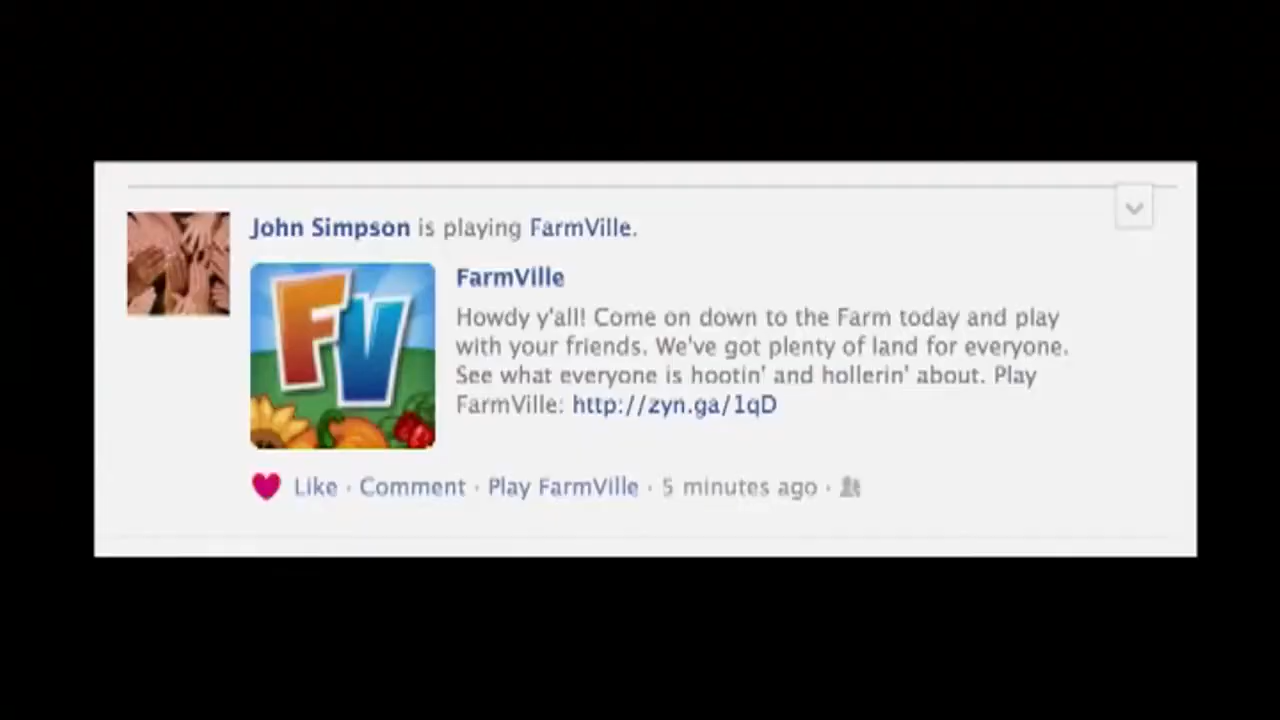 John Simpson is playing FarmVille.
FV
FarmVille
Howdy y'all! Come on down to the Farm today and play
with your friends. We've got plenty of land for everyone.
See what everyone is hootin' and hollerin' about. Play
FarmVille: http://zyn.ga/1qD
Like · Comment · Play FarmVille · 5 minutes ago ·